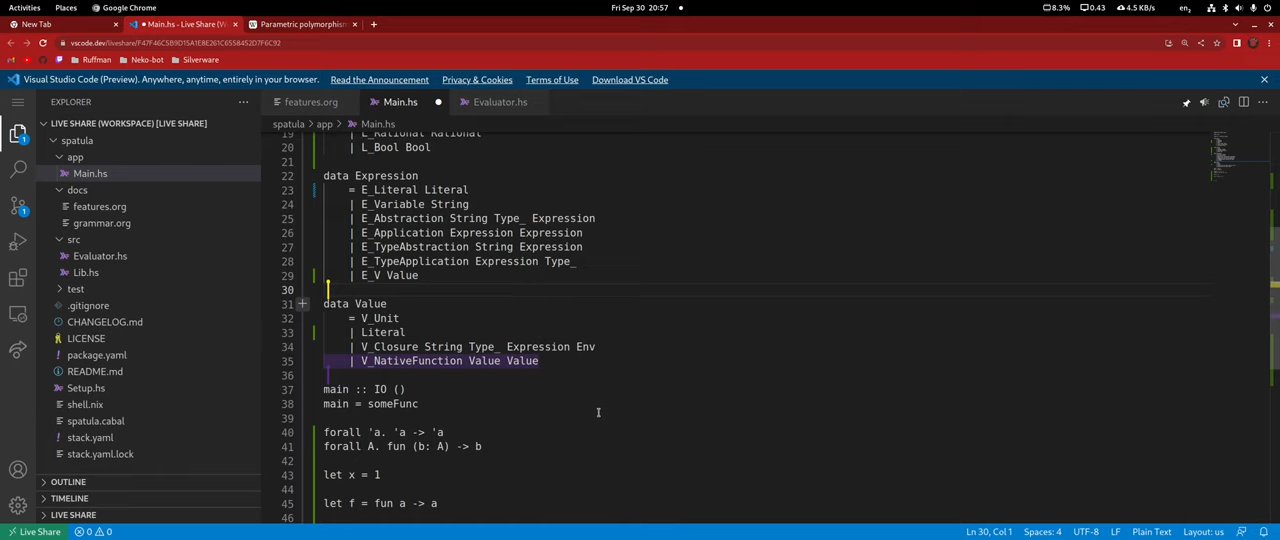 Activities Places Google Chrome Fri Sep 30 20:57 8.3% 0.43 4.5 KB/s en₂
New Tab Main.hs - Live Share (W Parametric polymorphism
vscode.dev/liveshare/F47F46C5B9D15A1E8E261C6558452D7F6C92
Ruffman Neko-bot Silverware
Visual Studio Code (Preview). Anywhere, anytime, entirely in your browser. Read the Announcement Privacy & Cookies Terms of Use Download VS Code
EXPLORER features.org Main.hs Evaluator.hs
LIVE SHARE (WORKSPACE) [LIVE SHARE] spatula app Main.hs
spatula
app
Main.hs
docs
features.org
grammar.org
src
Evaluator.hs
Lib.hs
test
.gitignore
CHANGELOG.md
LICENSE
package.yaml
README.md
Setup.hs
shell.nix
spatula.cabal
stack.yaml
stack.yaml.lock
OUTLINE
TIMELINE
LIVE SHARE
19 | L_Rational Rational
20 | L_Bool Bool
21
22 data Expression
23 = E_Literal Literal
24 | E_Variable String
25 | E_Abstraction String Type_ Expression
26 | E_Application Expression Expression
27 | E_TypeAbstraction String Expression
28 | E_TypeApplication Expression Type_
29 | E_V Value
30
31 data Value
32 = V_Unit
33 | Literal
34 | V_Closure String Type_ Expression Env
35 | V_NativeFunction Value Value
36
37 main :: IO ()
38 main = someFunc
39
40 forall 'a. 'a -> 'a
41 forall A. fun (b: A) -> b
42
43 let x = 1
44
45 let f = fun a -> a
46
Live Share 0 0 Ln 30, Col 1 Spaces: 4 UTF-8 LF Plain Text Layout: us